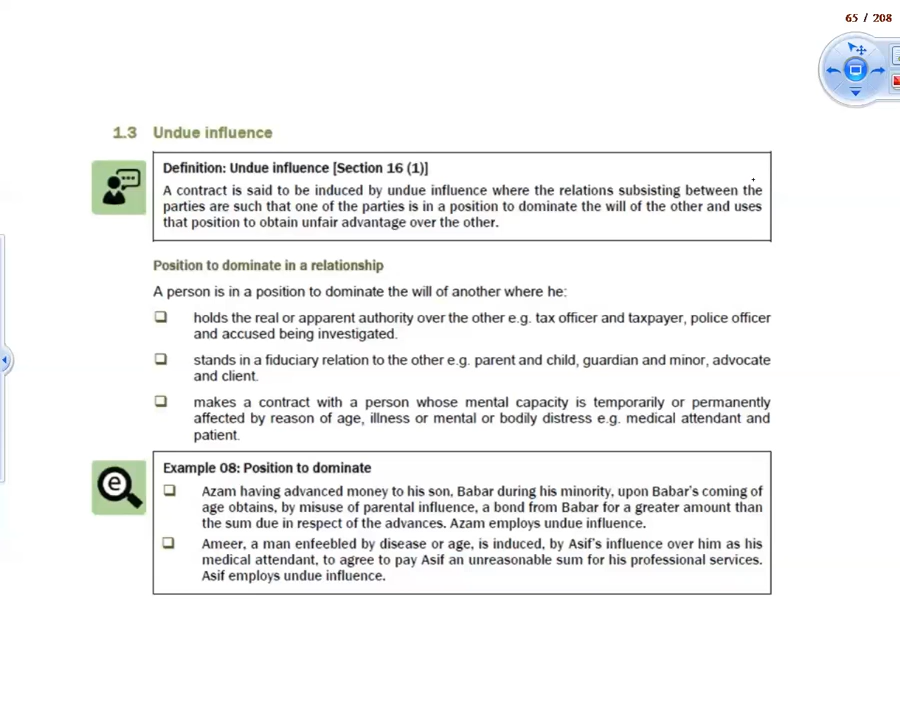 65 / 208
1.3 Undue influence
Definition: Undue influence [Section 16 (1)]
A contract is said to be induced by undue influence where the relations subsisting between the
parties are such that one of the parties is in a position to dominate the will of the other and uses
that position to obtain unfair advantage over the other.
Position to dominate in a relationship
A person is in a position to dominate the will of another where he:
❑ holds the real or apparent authority over the other e.g. tax officer and taxpayer, police officer
and accused being investigated.
❑ stands in a fiduciary relation to the other e.g. parent and child, guardian and minor, advocate
and client.
❑ makes a contract with a person whose mental capacity is temporarily or permanently
affected by reason of age, illness or mental or bodily distress e.g. medical attendant and
patient.
e
Example 08: Position to dominate
❑ Azam having advanced money to his son, Babar during his minority, upon Babar's coming of
age obtains, by misuse of parental influence, a bond from Babar for a greater amount than
the sum due in respect of the advances. Azam employs undue influence.
❑ Ameer, a man enfeebled by disease or age, is induced, by Asif's influence over him as his
medical attendant, to agree to pay Asif an unreasonable sum for his professional services.
Asif employs undue influence.